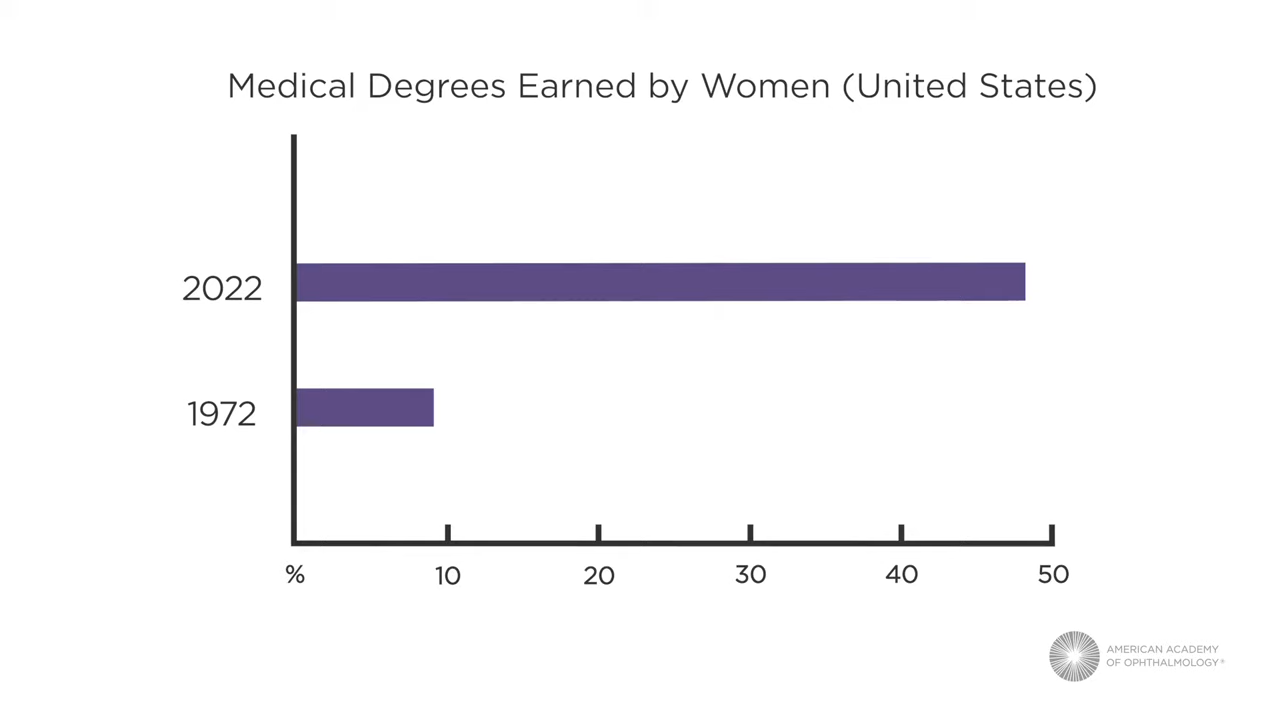 Medical Degrees Earned by Women (United States)
2022
1972
% 10 20 30 40 50
AMERICAN ACADEMY
OF OPHTHALMOLOGY®